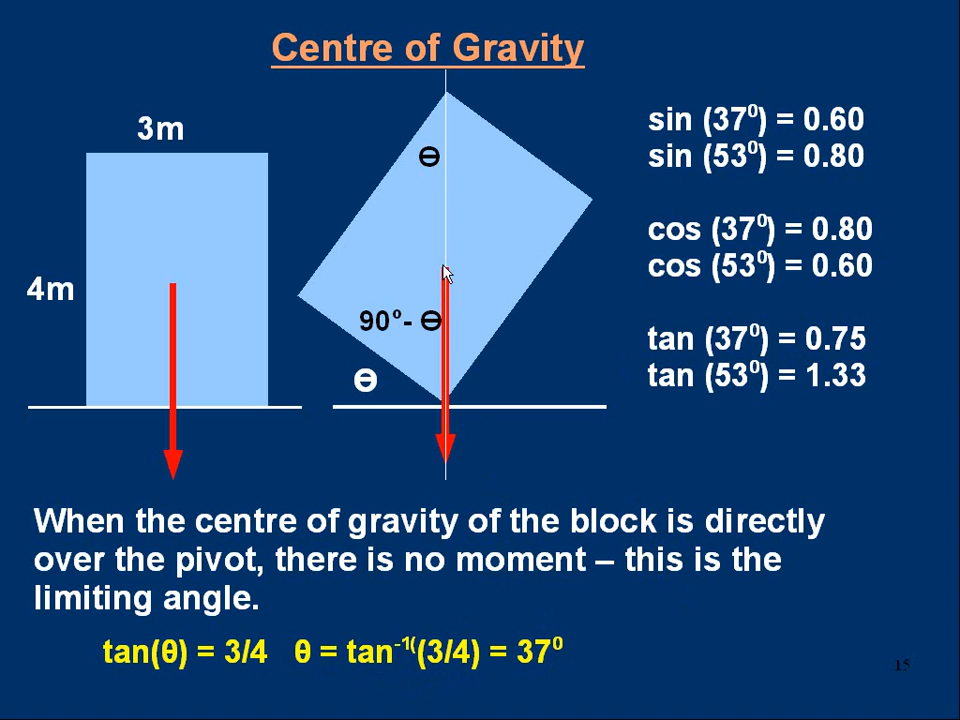 Centre of Gravity
3m
4m
Ɵ
90°- Ɵ
Ɵ
sin (37⁰) = 0.60
sin (53⁰) = 0.80
cos (37⁰) = 0.80
cos (53⁰) = 0.60
tan (37⁰) = 0.75
tan (53⁰) = 1.33
When the centre of gravity of the block is directly
over the pivot, there is no moment – this is the
limiting angle.
tan(θ) = 3/4 θ = tan⁻¹⁽(3/4) = 37⁰
15